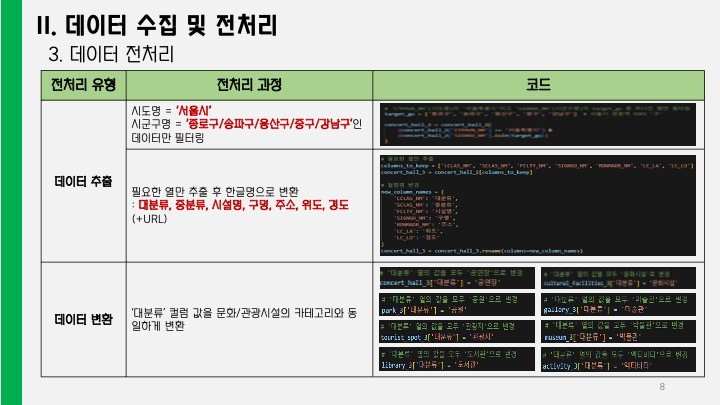 II. 데이터 수집 및 전처리
3. 데이터 전처리
전처리 유형
전처리 과정
코드
데이터 추출
시도명 = '서울시'
시군구명 = '종로구/송파구/용산구/중구/강남구'인
데이터만 필터링
필요한 열만 추출 후 한글명으로 변환
: 대분류, 중분류, 시설명, 구명, 주소, 위도, 경도
(+URL)
# 필요한 열만 추출
columns_to_keep = ['LCLAS_NM', 'SCLAS_NM', 'FCLTY_NM', 'SIGNGU_NM', 'RDNMADR_NM', 'LC_LA', 'LC_LO']
concert_hall_3 = concert_hall_2[columns_to_keep]
new_column_names = {
'LCLAS_NM': '대분류',
'SCLAS_NM': '중분류',
'FCLTY_NM': '시설명',
'SIGNGU_NM': '구명',
'RDNMADR_NM': '주소',
'LC_LA': '위도',
'LC_LO': '경도'
}
concert_hall_3 = concert_hall_3.rename(columns=new_column_names)
데이터 변환
'대분류' 컬럼 값을 문화/관광시설의 카테고리와 동
일하게 변환
# '대분류' 열의 값을 모두 '공연장'으로 변경
concert_hall_3['대분류'] = '공연장'
# '대분류' 열의 값을 모두 '문화시설'로 변경
cultural_facilities_3['대분류'] = '문화시설'
# '대분류' 열의 값을 모두 '공원'으로 변경
park_3['대분류'] = '공원'
# '대분류' 열의 값을 모두 '미술관'으로 변경
gallery_3['대분류'] = '미술관'
# '대분류' 열의 값을 모두 '관광지'로 변경
tourist_spot_3['대분류'] = '관광지'
# '대분류' 열의 값을 모두 '박물관'으로 변경
museum_3['대분류'] = '박물관'
# '대분류' 열의 값을 모두 '도서관'으로 변경
library_3['대분류'] = '도서관'
# '대분류' 열의 값을 모두 '액티비티'로 변경
activity_3['대분류'] = '액티비티'
8